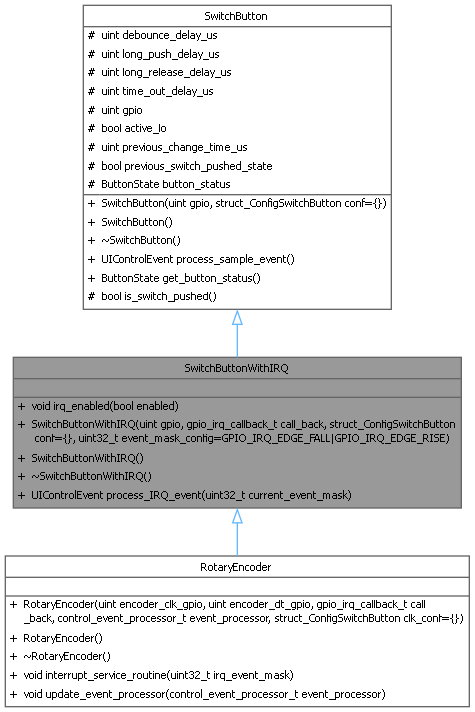 SwitchButton
# uint debounce_delay_us
# uint long_push_delay_us
# uint long_release_delay_us
# uint time_out_delay_us
# uint gpio
# bool active_lo
# uint previous_change_time_us
# bool previous_switch_pushed_state
# ButtonState button_status
+ SwitchButton(uint gpio, struct_ConfigSwitchButton conf={})
+ SwitchButton()
+ ~SwitchButton()
+ UIControlEvent process_sample_event()
+ ButtonState get_button_status()
# bool is_switch_pushed()
SwitchButtonWithIRQ
+ void irq_enabled(bool enabled)
+ SwitchButtonWithIRQ(uint gpio, gpio_irq_callback_t call_back, struct_ConfigSwitchButton
conf={}, uint32_t event_mask_config=GPIO_IRQ_EDGE_FALL|GPIO_IRQ_EDGE_RISE)
+ SwitchButtonWithIRQ()
+ ~SwitchButtonWithIRQ()
+ UIControlEvent process_IRQ_event(uint32_t current_event_mask)
RotaryEncoder
+ RotaryEncoder(uint encoder_clk_gpio, uint encoder_dt_gpio, gpio_irq_callback_t call
_back, control_event_processor_t event_processor, struct_ConfigSwitchButton clk_conf={})
+ RotaryEncoder()
+ ~RotaryEncoder()
+ void interrupt_service_routine(uint32_t irq_event_mask)
+ void update_event_processor(control_event_processor_t event_processor)